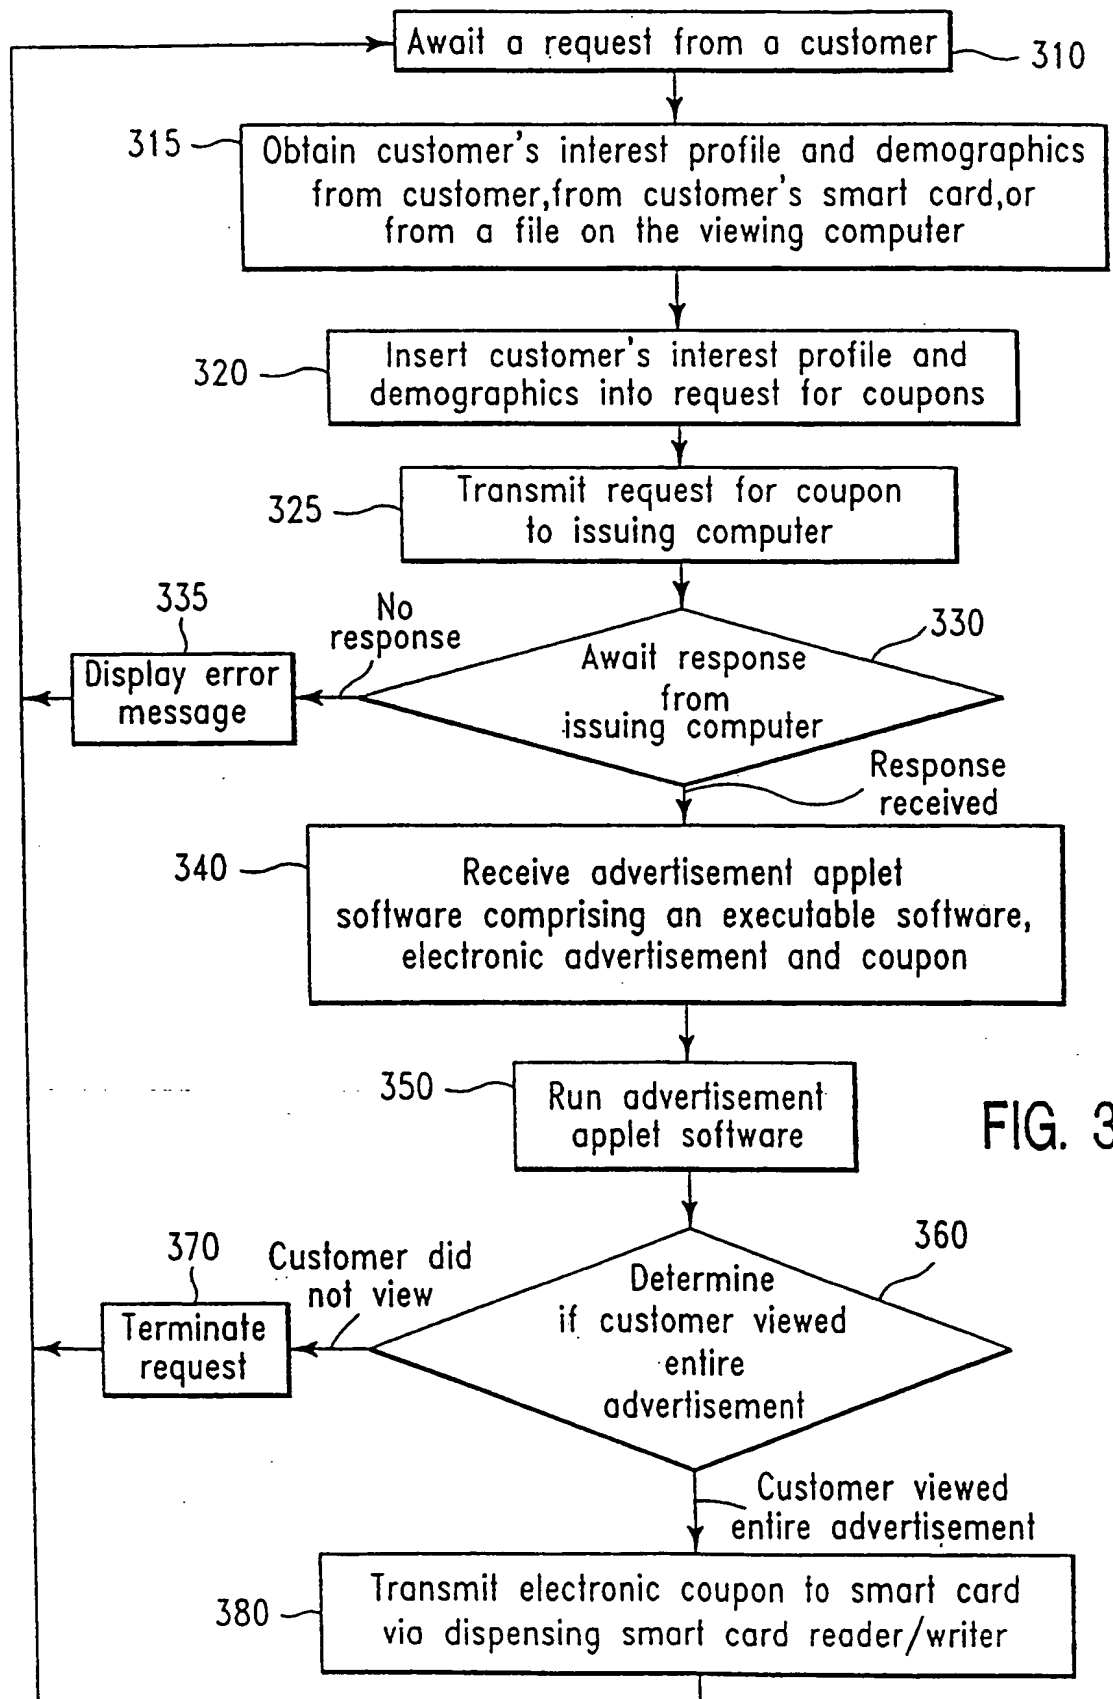 Await a request from a customer
310
315
Obtain customer's interest profile and demographics
from customer,from customer's smart card,or
from a file on the viewing computer
320
Insert customer's interest profile and
demographics into request for coupons
325
Transmit request for coupon
to issuing computer
335
No
response
330
Display error
message
Await response
from
issuing computer
Response
received
340
Receive advertisement applet
software comprising an executable software,
electronic advertisement and coupon
350
Run advertisement
applet software
FIG. 3
370
Customer did
not view
360
Terminate
request
Determine
if customer viewed
entire
advertisement
Customer viewed
entire advertisement
380
Transmit electronic coupon to smart card
via dispensing smart card reader/writer